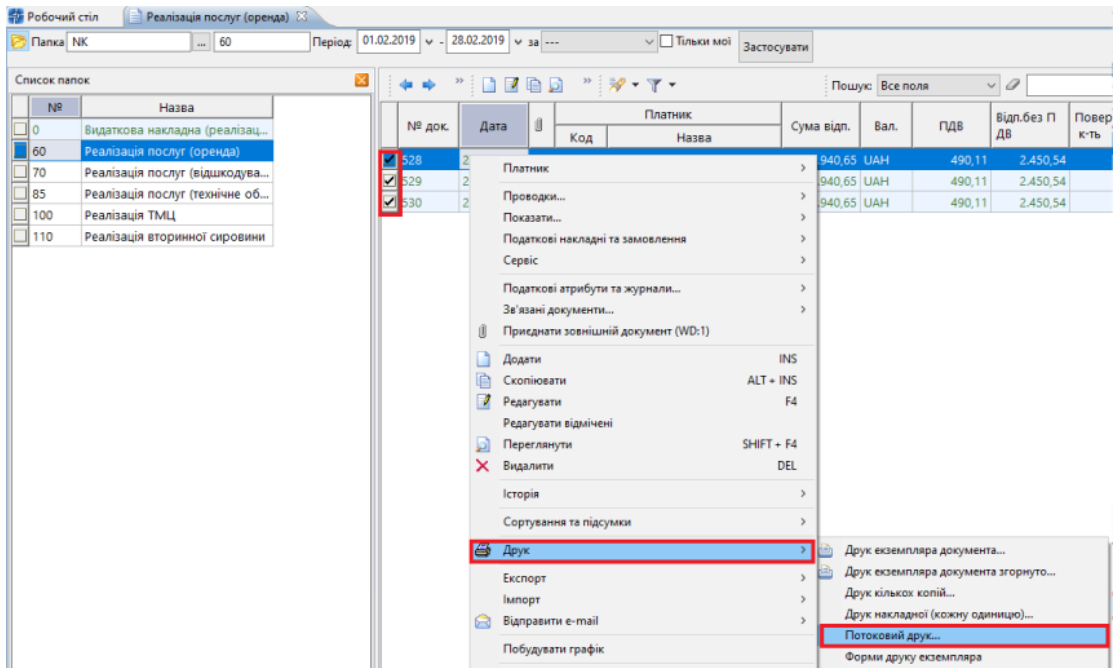 Робочий стіл
Реалізація послуг (оренда)
Папка NK ... 60 Період: 01.02.2019 - 28.02.2019 за --- Тільки мої Застосувати
Список папок
» » Пошук: Все поля
№ Назва
0 Видаткова накладна (реалізац...
60 Реалізація послуг (оренда)
70 Реалізація послуг (відшкодува...
85 Реалізація послуг (технічне об...
100 Реалізація ТМЦ
110 Реалізація вторинної сировини
№ док. Дата Платник Сума відп. Вал. ПДВ Відп.без П Повер
Код Назва ДВ к-ть
528 2 940,65 UAH 490,11 2.450,54
529 2 .940,65 UAH 490,11 2.450,54
530 2 .940,65 UAH 490,11 2.450,54
Платник
Проводки...
Показати...
Податкові накладні та замовлення
Сервіс
Податкові атрибути та журнали...
Зв'язані документи...
Приєднати зовнішній документ (WD:1)
Додати INS
Скопіювати ALT + INS
Редагувати F4
Редагувати відмічені
Переглянути SHIFT + F4
Видалити DEL
Історія
Сортування та підсумки
Друк
Експорт
Імпорт
Відправити e-mail
Побудувати графік
Друк екземпляра документа...
Друк екземпляра документа згорнуто...
Друк кількох копій...
Друк накладної (кожну одиницю)...
Потоковий друк...
Форми друку екземпляра